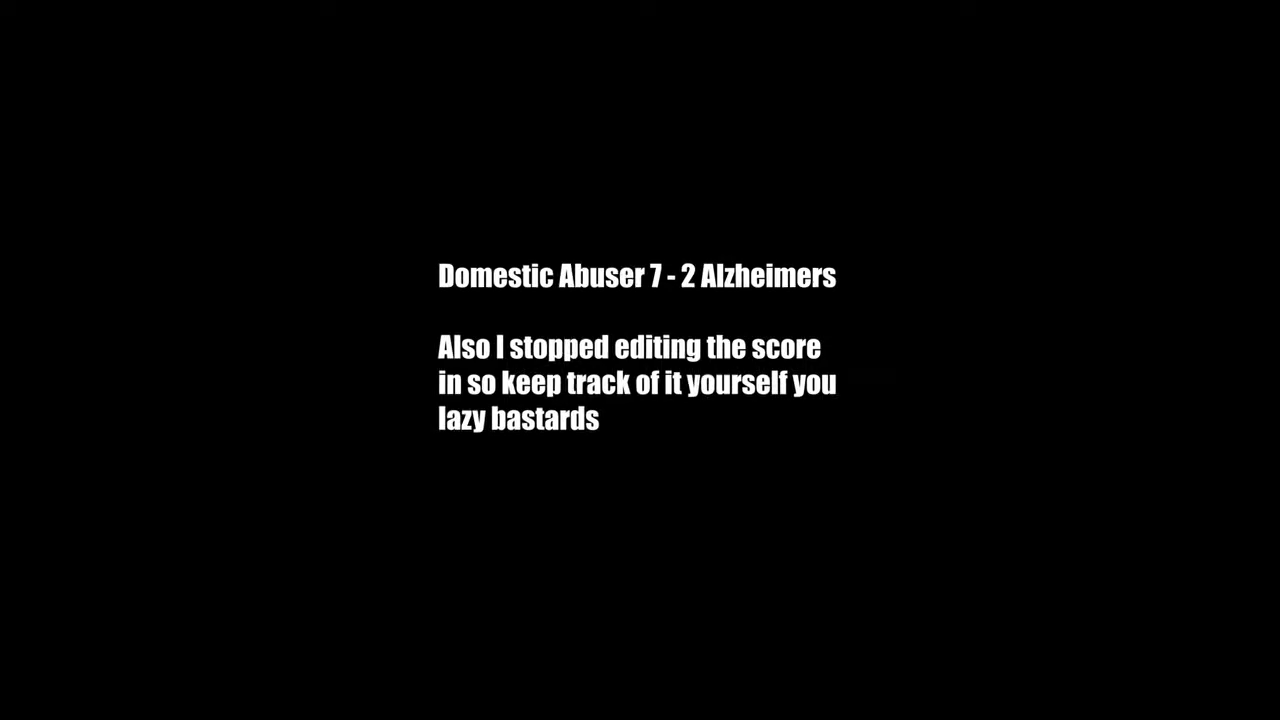 Domestic Abuser 7 - 2 Alzheimers
Also I stopped editing the score
in so keep track of it yourself you
lazy bastards